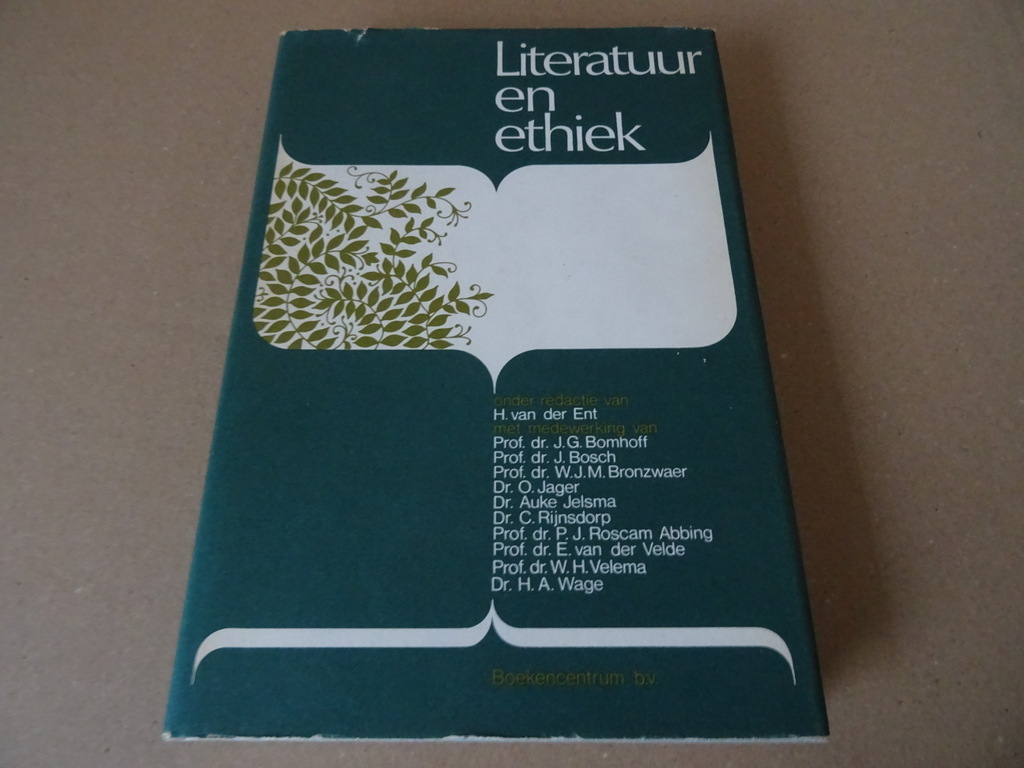 Literatuur
en
ethiek
onder redactie van
H. van der Ent
met medewerking van
Prof. dr. J.G. Bomhoff
Prof. dr. J. Bosch
Prof. dr. W.J.M. Bronzwaer
Dr. O. Jager
Dr. Auke Jelsma
Dr. C. Rijnsdorp
Prof. dr. P. J. Roscam Abbing
Prof. dr. E. van der Velde
Prof. dr. W. H. Velema
Dr. H. A. Wage
Boekencentrum b.v.